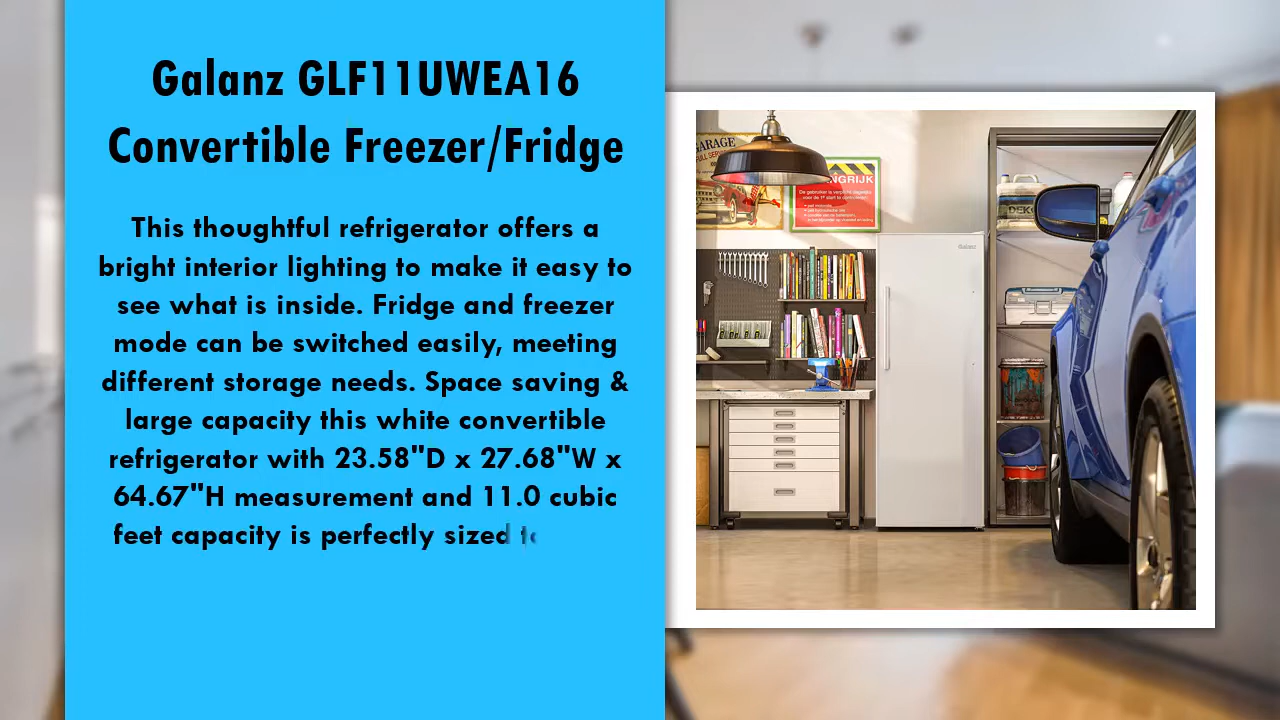 Galanz GLF11UWEA16
Convertible Freezer/Fridge
This thoughtful refrigerator offers a
bright interior lighting to make it easy to
see what is inside. Fridge and freezer
mode can be switched easily, meeting
different storage needs. Space saving &
large capacity this white convertible
refrigerator with 23.58"D x 27.68"W x
64.67"H measurement and 11.0 cubic
feet capacity is perfectly sized to
GARAGE
NGRIJK
Galanz